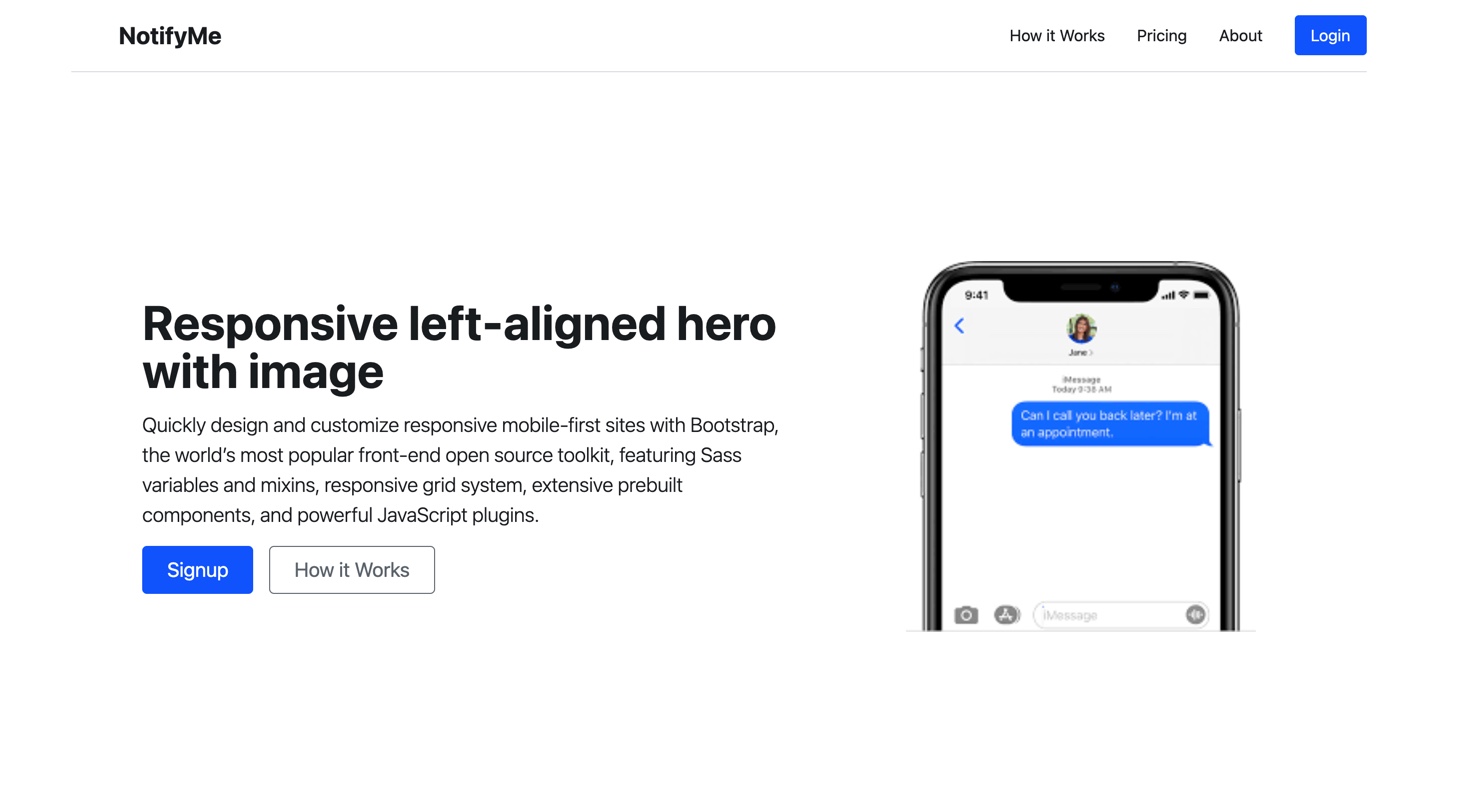 NotifyMe
How it Works
Pricing
About
Login
Responsive left-aligned hero
with image
Quickly design and customize responsive mobile-first sites with Bootstrap,
the world’s most popular front-end open source toolkit, featuring Sass
variables and mixins, responsive grid system, extensive prebuilt
components, and powerful JavaScript plugins.
Signup
How it Works
9:41
Jane >
iMessage
Today 9:36 AM
Can I call you back later? I'm at
an appointment.
iMessage